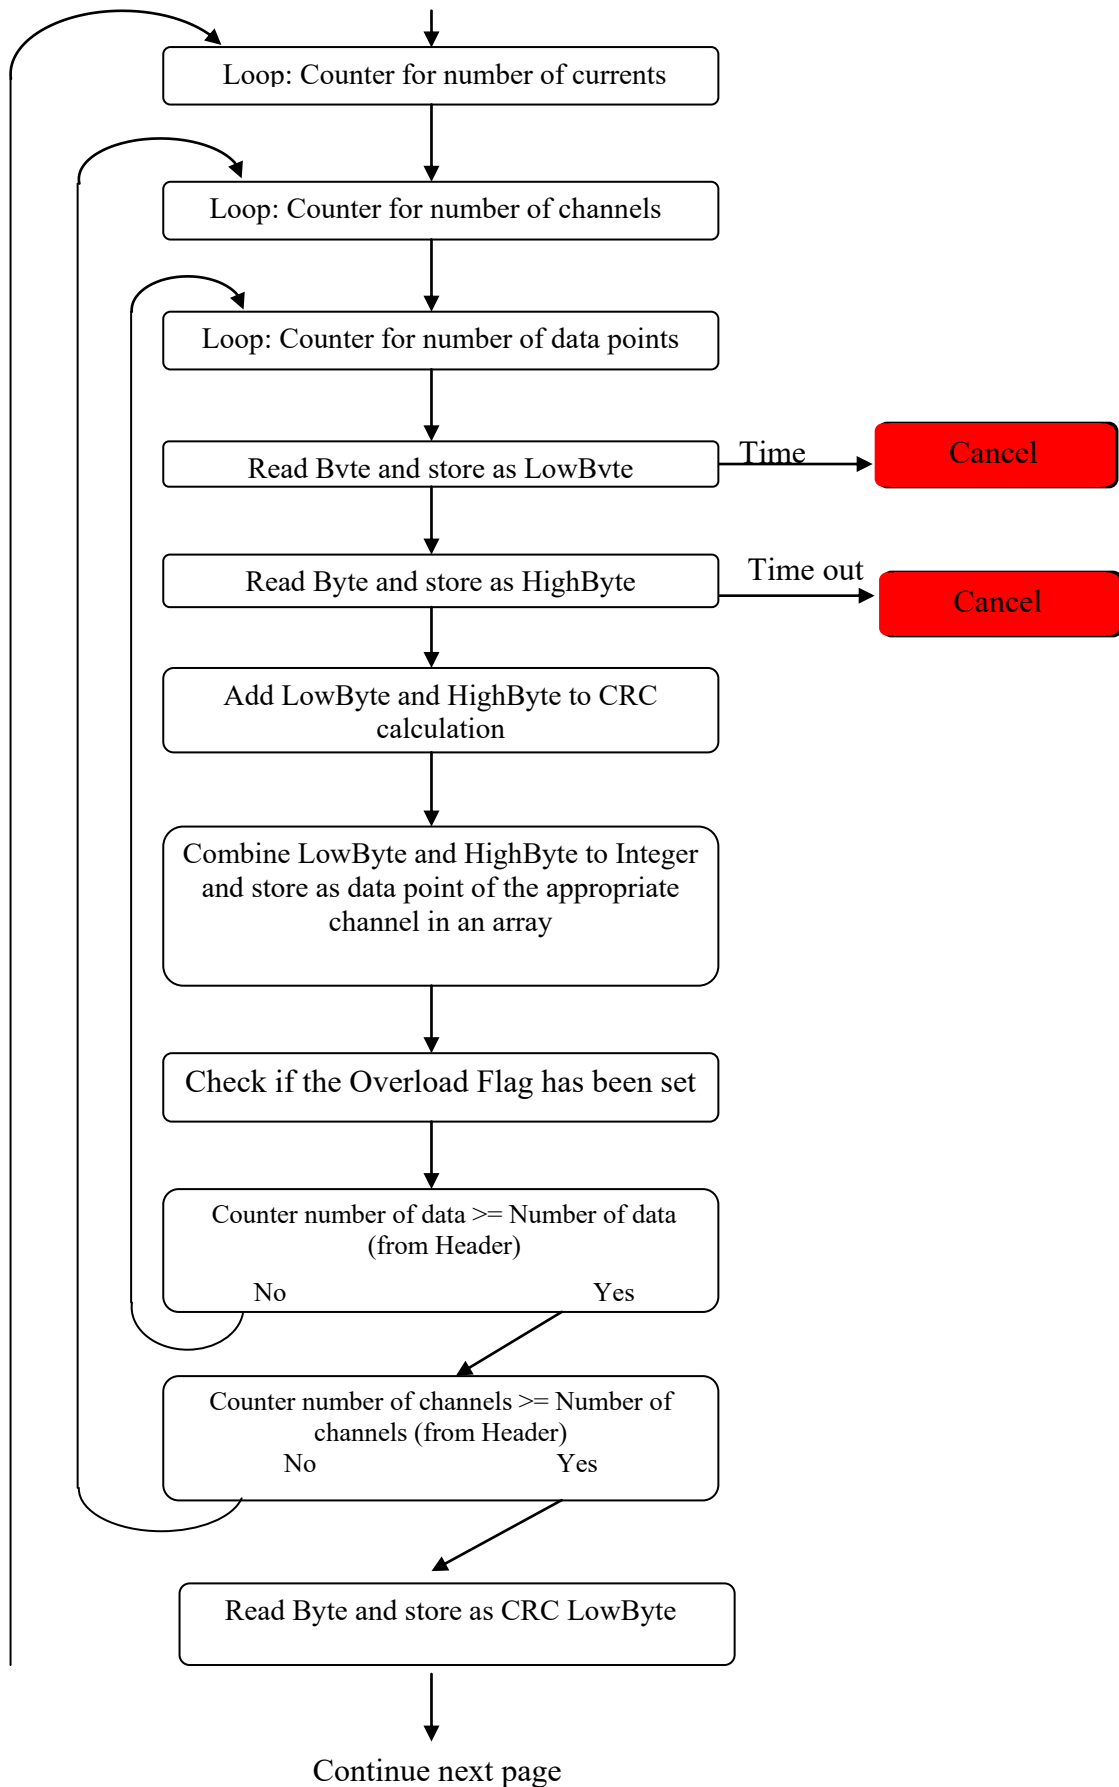 Loop: Counter for number of currents
Loop: Counter for number of channels
Loop: Counter for number of data points
Read Byte and store as LowByte
Time
Cancel
Read Byte and store as HighByte
Time out
Cancel
Add LowByte and HighByte to CRC
calculation
Combine LowByte and HighByte to Integer
and store as data point of the appropriate
channel in an array
Check if the Overload Flag has been set
Counter number of data >= Number of data
(from Header)
No Yes
Counter number of channels >= Number of
channels (from Header)
No Yes
Read Byte and store as CRC LowByte
Continue next page